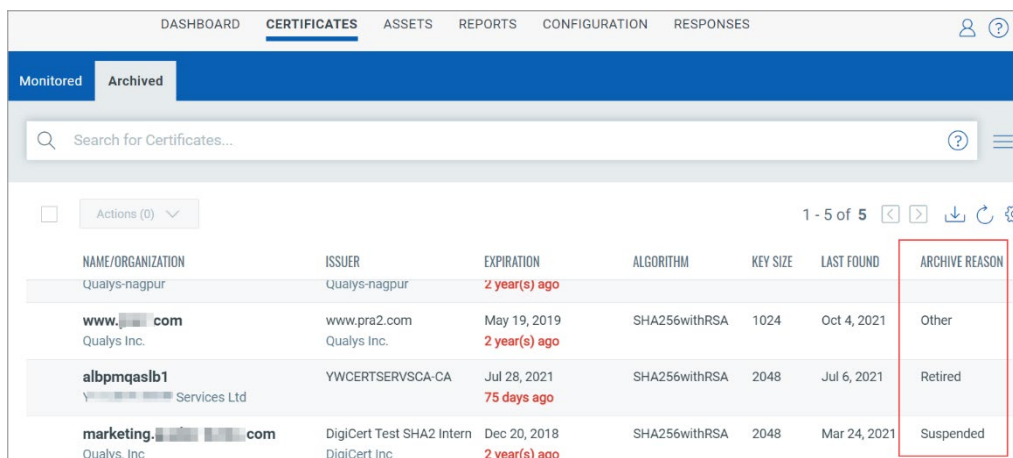 DASHBOARD CERTIFICATES ASSETS REPORTS CONFIGURATION RESPONSES
Monitored Archived
Search for Certificates...
Actions (0) 1 - 5 of 5
NAME/ORGANIZATION ISSUER EXPIRATION ALGORITHM KEY SIZE LAST FOUND ARCHIVE REASON
Qualys-nagpur Qualys-nagpur 2 year(s) ago
www. com www.pra2.com May 19, 2019 SHA256withRSA 1024 Oct 4, 2021 Other
Qualys Inc. Qualys Inc. 2 year(s) ago
albpmqaslb1 YWCERTSERVSCA-CA Jul 28, 2021 SHA256withRSA 2048 Jul 6, 2021 Retired
Y Services Ltd 75 days ago
marketing. com DigiCert Test SHA2 Intern Dec 20, 2018 SHA256withRSA 2048 Mar 24, 2021 Suspended
Qualys, Inc DigiCert Inc 2 year(s) ago